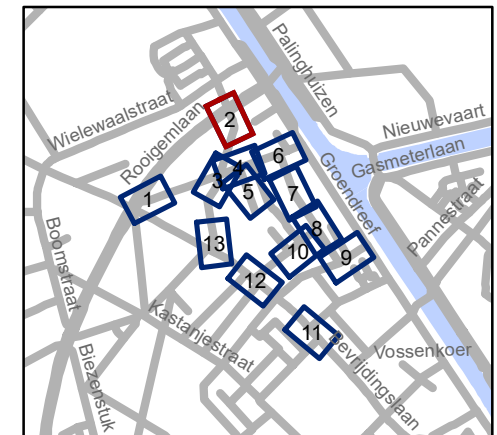 Palinghuizen
Wielewaalstraat
Rooigemlaan
2
Nieuwevaart
Gasmeterlaan
6
4
3
5
7
1
Groendreef
Pannestraat
8
13
10
9
12
Boomstraat
Kastanjestraat
11
Bevrijdingslaan
Vossenkoer
Biezenstuk